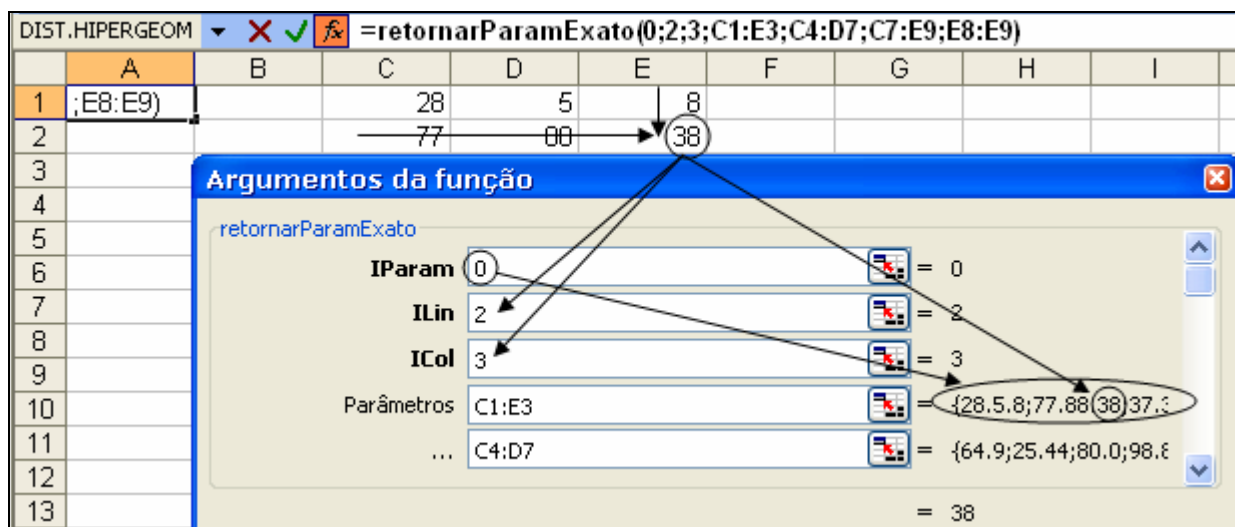 DIST.HIPERGEOM =retornarParamExato(0;2;3;C1:E3;C4:D7;C7:E9;E8:E9)
A B C D E F G H I
1 ;E8:E9) 28 5 8
2 77 88 38
3 Argumentos da função
4
5 retornarParamExato
6 IParam 0 = 0
7 ILin 2 = 2
8
9 ICol 3 = 3
10 Parâmetros C1:E3 = {28.5.8;77.88.38;37.3
11 ... C4:D7 = {64.9;25.44;80.0;98.8
12
13 = 38